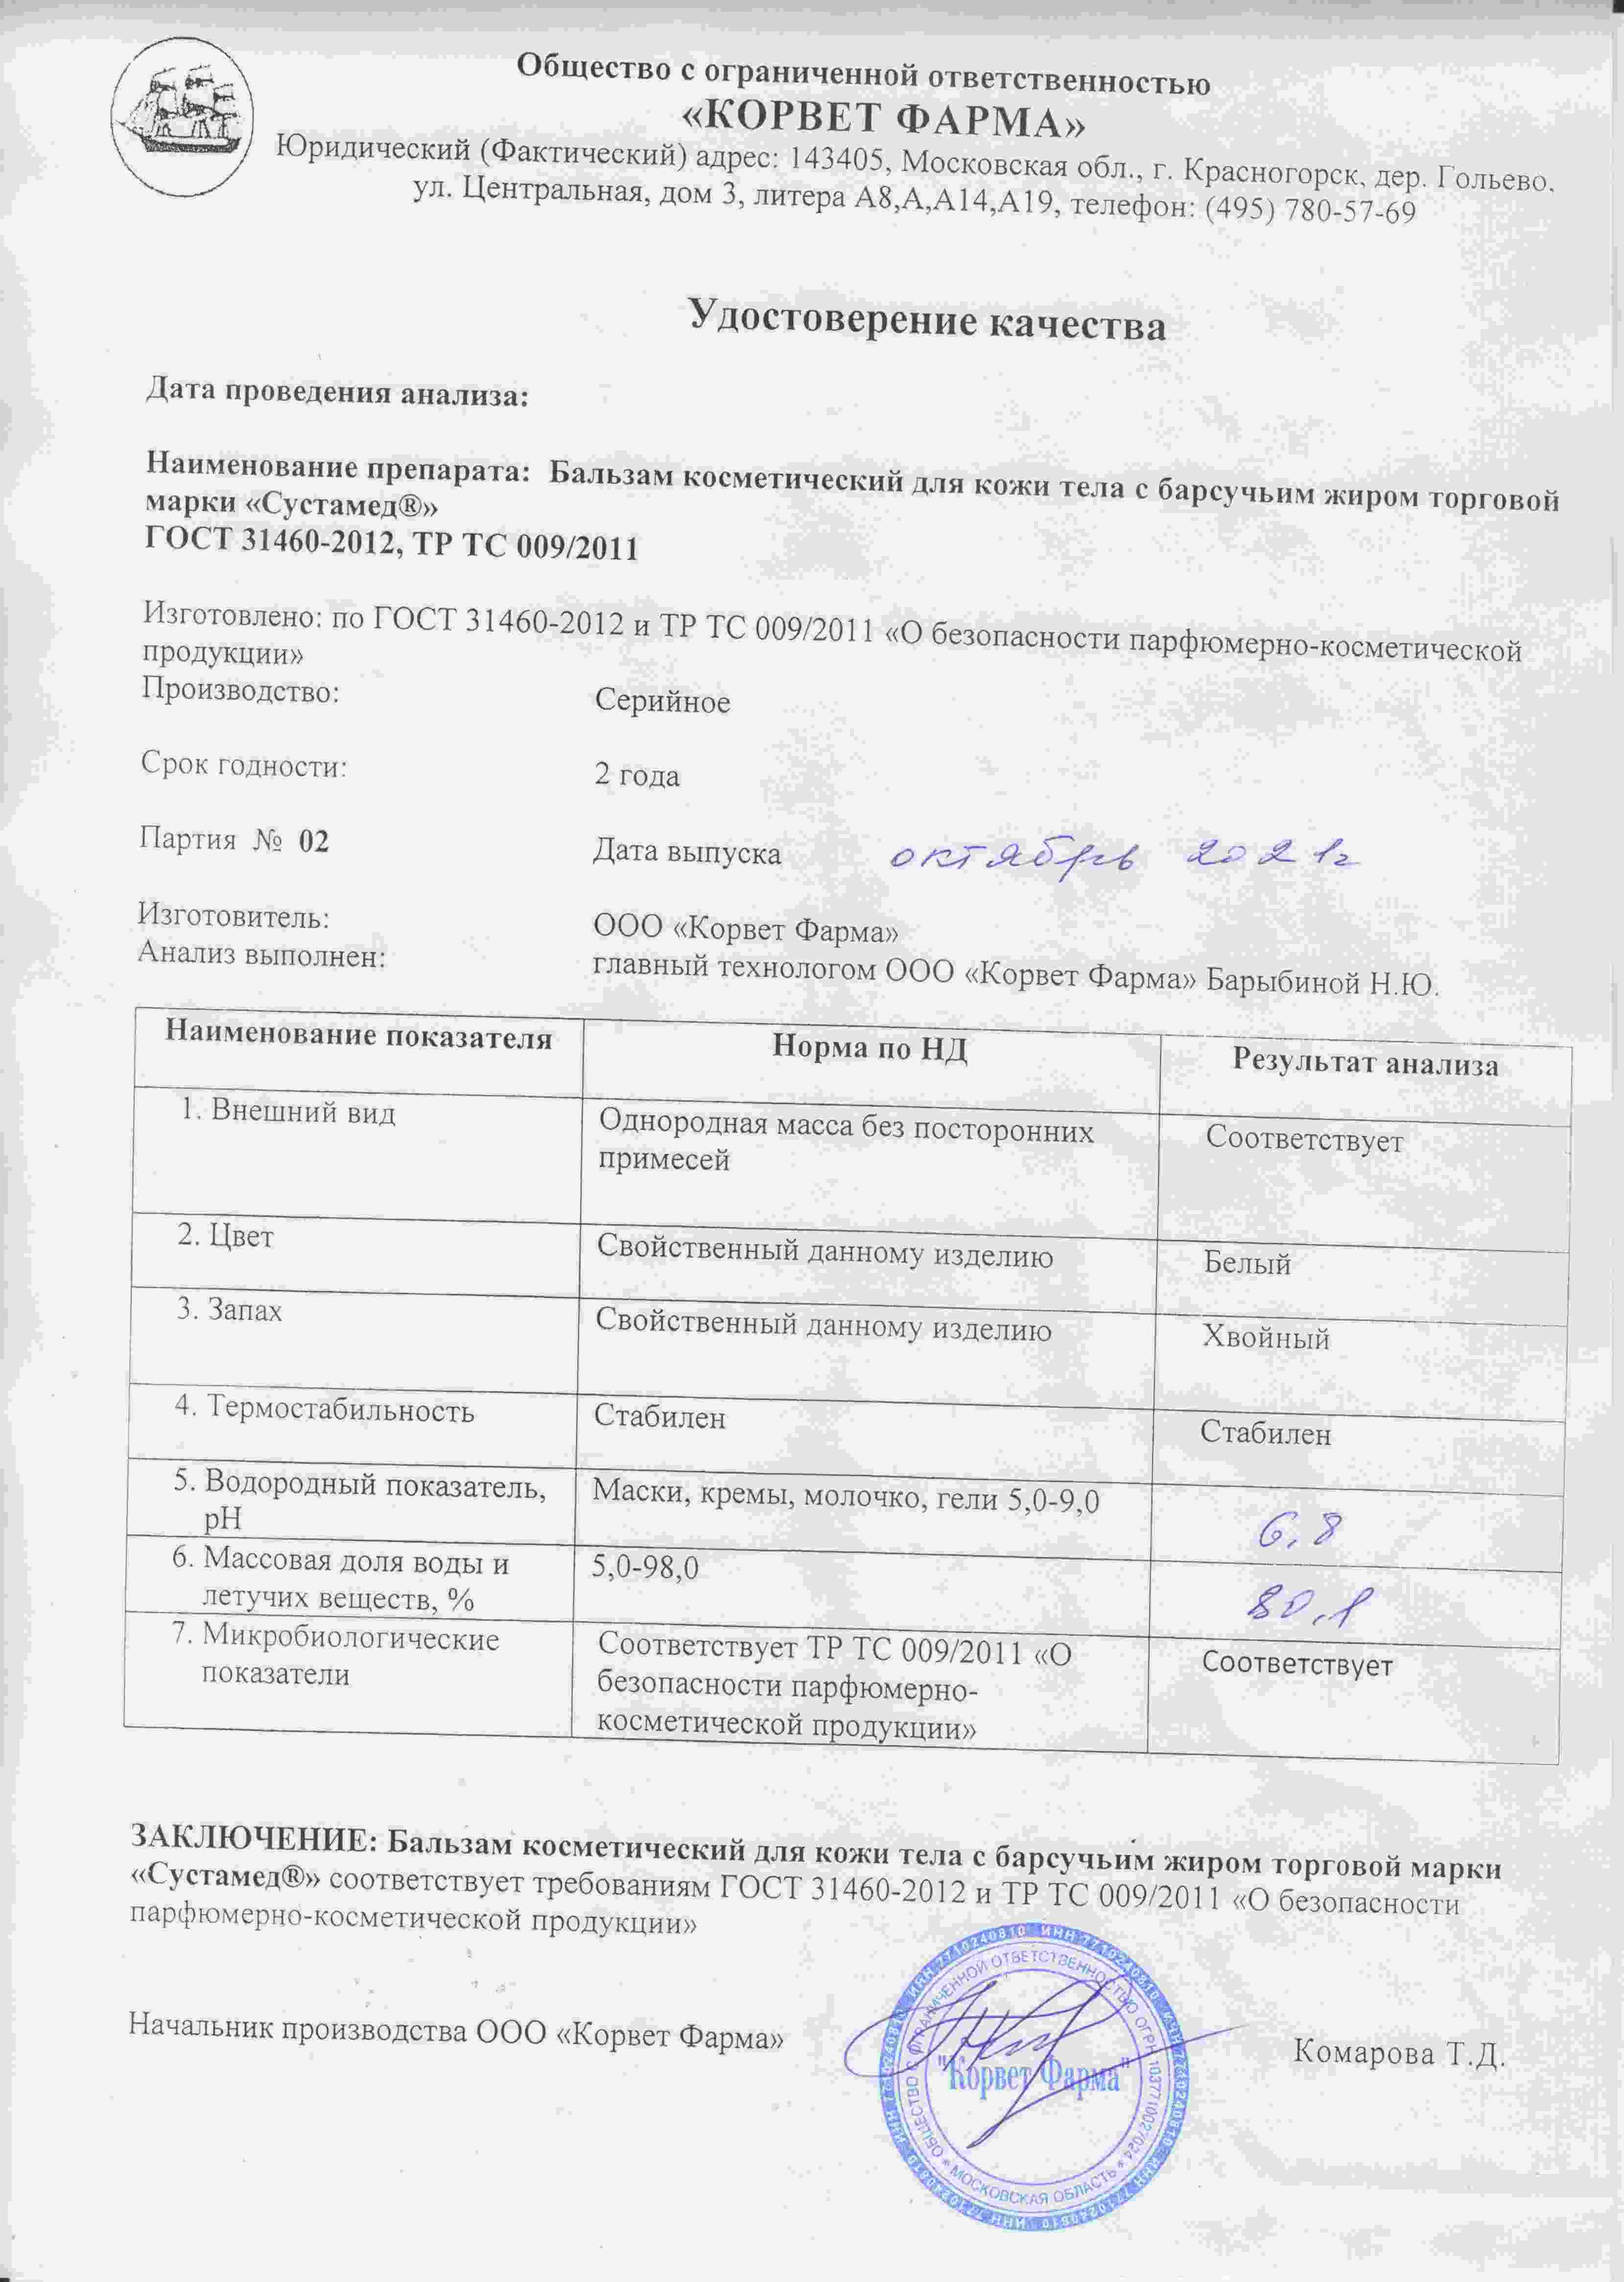 Общество с ограниченной ответственностью
«КОРВЕТ ФАРМА»
Юридический (Фактический) адрес: 143405, Московская обл., г. Красногорск, дер. Гольево,
ул. Центральная, дом 3, литера А8,А,А14,А19, телефон: (495) 780-57-69
Удостоверение качества
Дата проведения анализа:
Наименование препарата: Бальзам косметический для кожи тела с барсучьим жиром торговой
марки «Сустамед®»
ГОСТ 31460-2012, ТР ТС 009/2011
Изготовлено: по ГОСТ 31460-2012 и ТР ТС 009/2011 «О безопасности парфюмерно-косметической
продукции»
Производство: Серийное
Срок годности: 2 года
Партия № 02 Дата выпуска октябрь 2021г
Изготовитель: ООО «Корвет Фарма»
Анализ выполнен: главный технологом ООО «Корвет Фарма» Барыбиной Н.Ю.
Наименование показателя Норма по НД Результат анализа
1. Внешний вид Однородная масса без посторонних Соответствует
примесей
2. Цвет Свойственный данному изделию Белый
3. Запах Свойственный данному изделию Хвойный
4. Термостабильность Стабилен Стабилен
5. Водородный показатель, Маски, кремы, молочко, гели 5,0-9,0 6,8
рН
6. Массовая доля воды и 5,0-98,0 80,1
летучих веществ, %
7. Микробиологические Соответствует ТР ТС 009/2011 «О Соответствует
показатели безопасности парфюмерно-
косметической продукции»
ЗАКЛЮЧЕНИЕ: Бальзам косметический для кожи тела с барсучьим жиром торговой марки
«Сустамед®» соответствует требованиям ГОСТ 31460-2012 и ТР ТС 009/2011 «О безопасности
парфюмерно-косметической продукции»
Начальник производства ООО «Корвет Фарма» Комарова Т.Д.
ИНН 7710240810 ИНН 7710240810 ИНН 7710240810 ИНН 7710240810
ОБЩЕСТВО С ОГРАНИЧЕННОЙ ОТВЕТСТВЕННОСТЬЮ ОГРН 1037710027024
* МОСКОВСКАЯ ОБЛАСТЬ *
"Корвет Фарма"